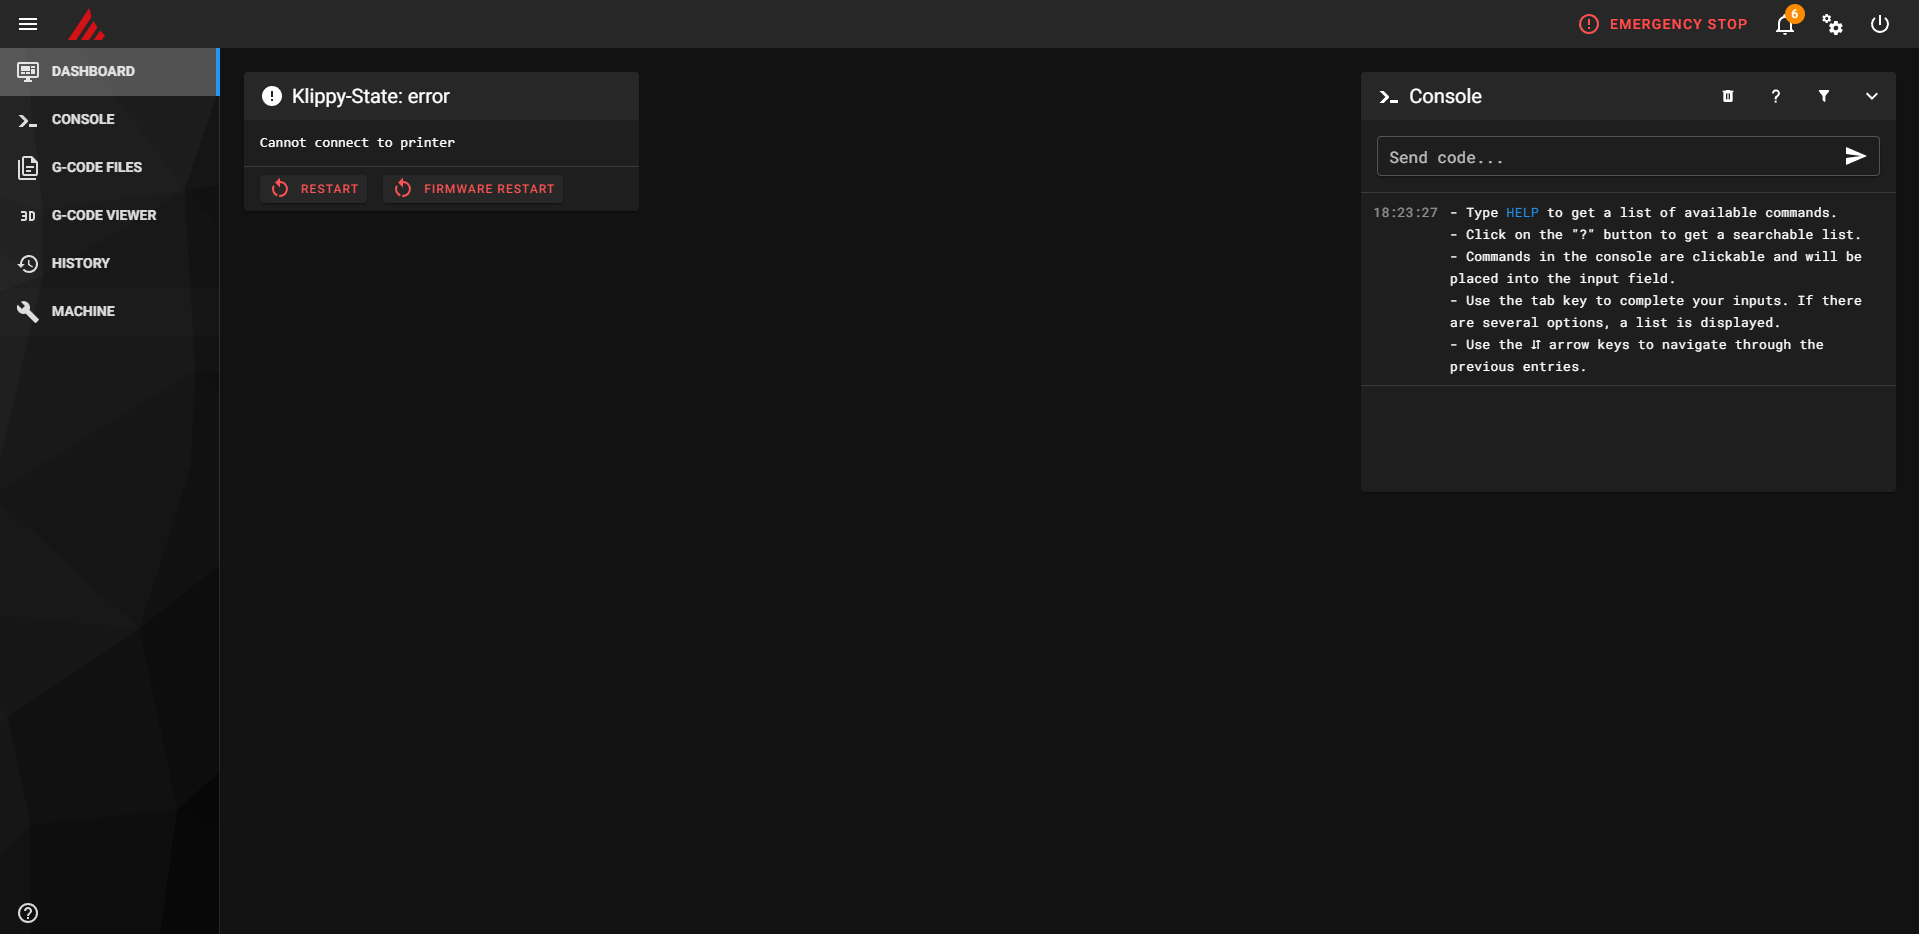 EMERGENCY STOP
6
DASHBOARD
CONSOLE
G-CODE FILES
3D G-CODE VIEWER
HISTORY
MACHINE
Klippy-State: error
Cannot connect to printer
RESTART
FIRMWARE RESTART
Console
?
Send code...
18:23:27 - Type HELP to get a list of available commands.
- Click on the "?" button to get a searchable list.
- Commands in the console are clickable and will be
placed into the input field.
- Use the tab key to complete your inputs. If there
are several options, a list is displayed.
- Use the ⇵ arrow keys to navigate through the
previous entries.
?